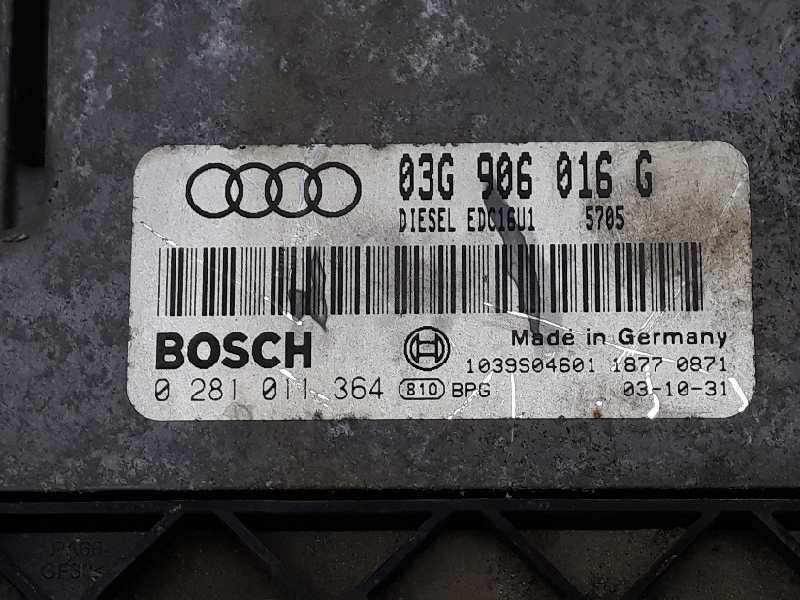 03G 906 016 G
DIESEL EDC16U1 5705
BOSCH
Made in Germany
1039S04601 1877 0871
0 281 011 364 810 BPG 03-10-31